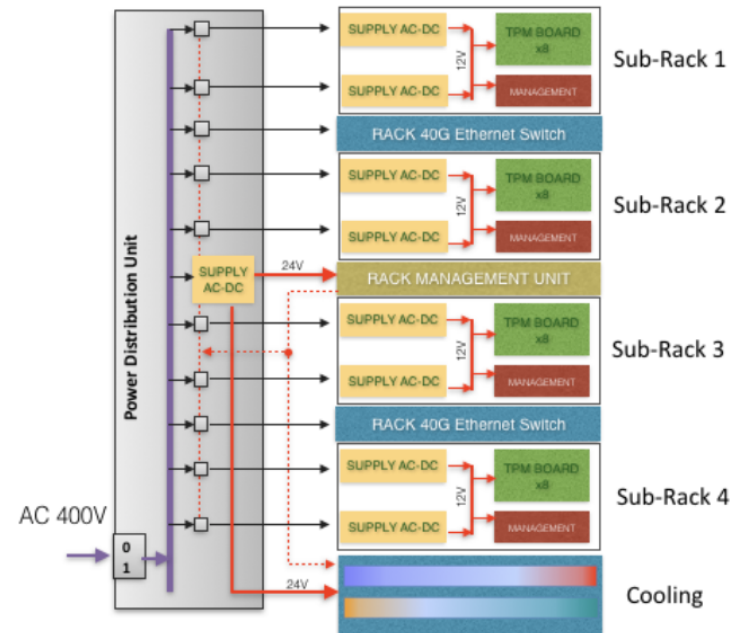 SUPPLY AC-DC
SUPPLY AC-DC
12V
TPM BOARD
x8
MANAGEMENT
Sub-Rack 1
RACK 40G Ethernet Switch
SUPPLY AC-DC
SUPPLY AC-DC
12V
TPM BOARD
x8
MANAGEMENT
Sub-Rack 2
Power Distribution Unit
SUPPLY
AC-DC
24V
RACK MANAGEMENT UNIT
SUPPLY AC-DC
SUPPLY AC-DC
12V
TPM BOARD
x8
MANAGEMENT
Sub-Rack 3
RACK 40G Ethernet Switch
SUPPLY AC-DC
SUPPLY AC-DC
12V
TPM BOARD
x8
MANAGEMENT
Sub-Rack 4
AC 400V
0
1
24V
Cooling